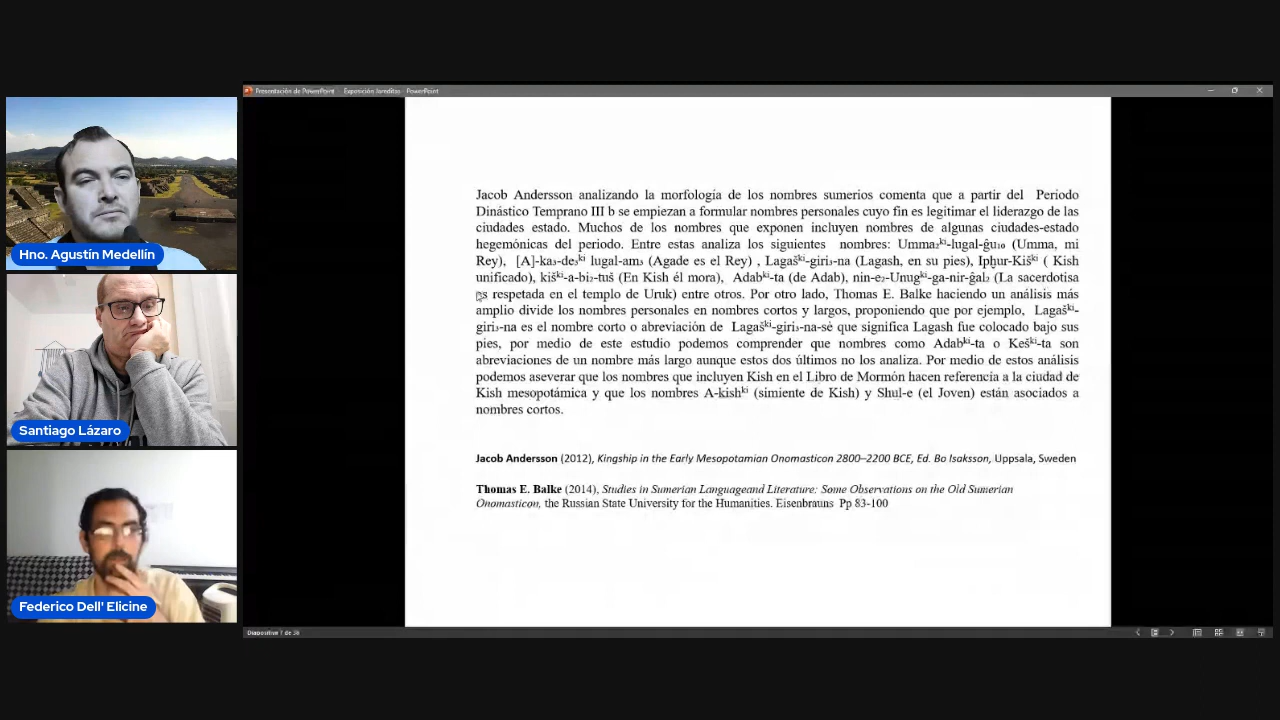 Presentación de PowerPoint - Exposición Jareditas - PowerPoint
Hno. Agustín Medellín
Santiago Lázaro
Federico Dell' Elicine
Jacob Andersson analizando la morfología de los nombres sumerios comenta que a partir del Periodo
Dinástico Temprano III b se empiezan a formular nombres personales cuyo fin es legitimar el liderazgo de las
ciudades estado. Muchos de los nombres que exponen incluyen nombres de algunas ciudades-estado
hegemónicas del periodo. Entre estas analiza los siguientes nombres: Umma₂ᵏⁱ-lugal-ĝu₁₀ (Umma, mi
Rey), [A]-ka₃-de₃ᵏⁱ lugal-am₃ (Agade es el Rey) , Lagaš ᵏⁱ-giri₃-na (Lagash, en su pies), Ipḫur-Kišᵏⁱ ( Kish
unificado), kišᵏⁱ-a-bi₂-tuš (En Kish él mora), Adabᵏⁱ-ta (de Adab), nin-e₂-Unugᵏⁱ-ga-nir-ĝal₂ (La sacerdotisa
es respetada en el templo de Uruk) entre otros. Por otro lado, Thomas E. Balke haciendo un análisis más
amplio divide los nombres personales en nombres cortos y largos, proponiendo que por ejemplo, Lagašᵏⁱ-
giri₃-na es el nombre corto o abreviación de Lagašᵏⁱ-giri₃-na-sè que significa Lagash fue colocado bajo sus
pies, por medio de este estudio podemos comprender que nombres como Adabᵏⁱ-ta o Kešᵏⁱ-ta son
abreviaciones de un nombre más largo aunque estos dos últimos no los analiza. Por medio de estos análisis
podemos aseverar que los nombres que incluyen Kish en el Libro de Mormón hacen referencia a la ciudad de
Kish mesopotámica y que los nombres A-kishᵏⁱ (simiente de Kish) y Shul-e (el Joven) están asociados a
nombres cortos.
Jacob Andersson (2012), Kingship in the Early Mesopotamian Onomasticon 2800–2200 BCE, Ed. Bo Isaksson, Uppsala, Sweden
Thomas E. Balke (2014), Studies in Sumerian Languageand Literature: Some Observations on the Old Sumerian
Onomasticon, the Russian State University for the Humanities. Eisenbrauns Pp 83-100
Diapositiva 7 de 38